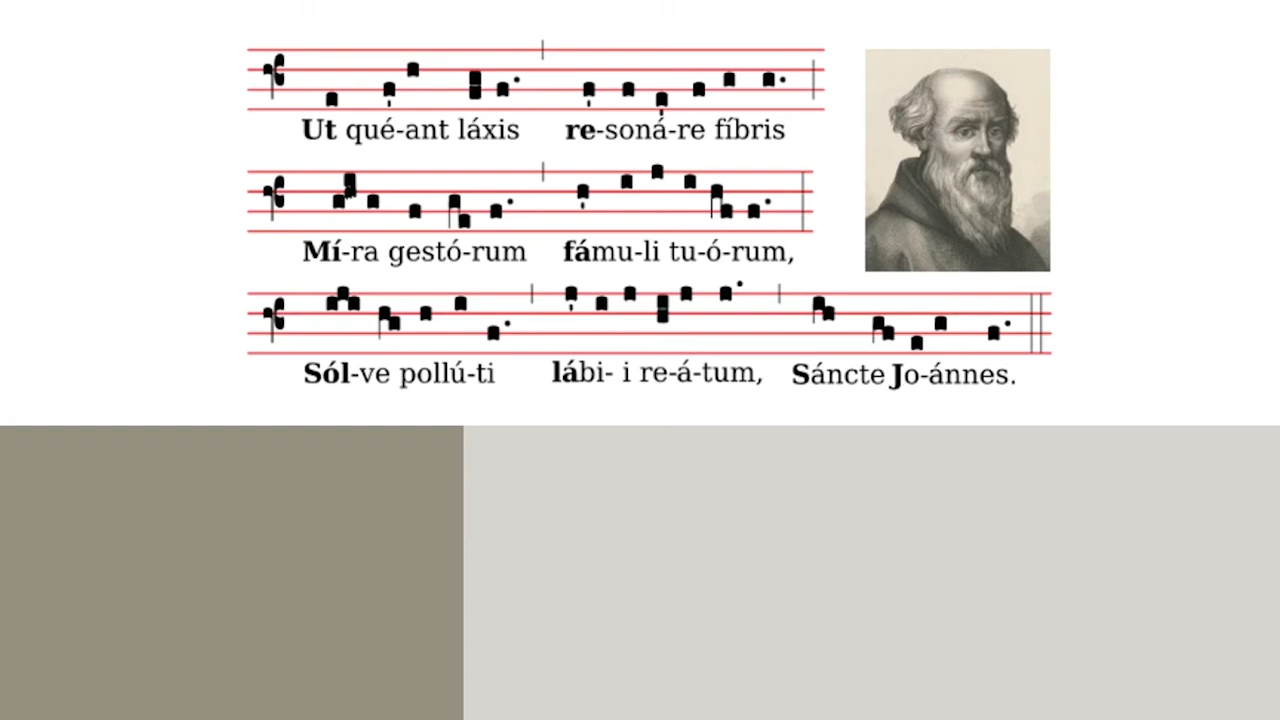 Ut qué-ant láxis re-soná-re fíbris
Mí-ra gestó-rum fámu-li tu-ó-rum,
Sól-ve pollú-ti lábi- i re-á-tum, Sáncte Jo-ánnes.